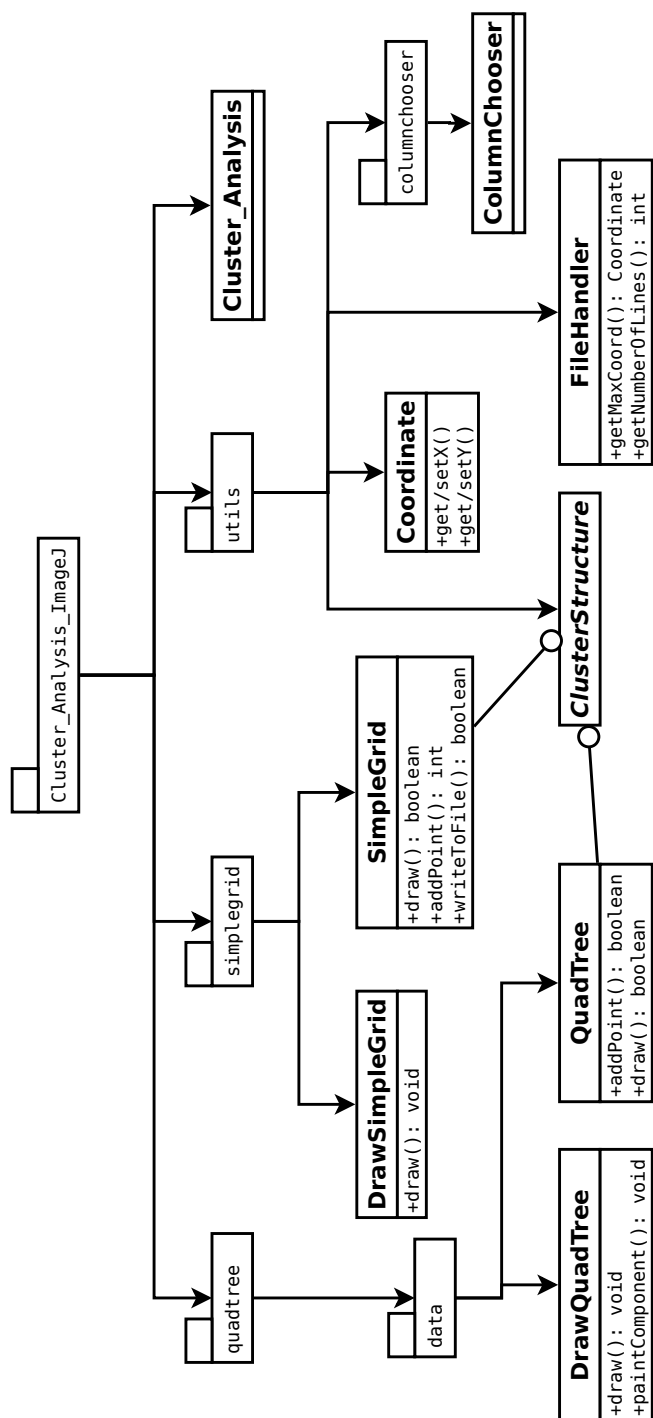 Cluster_Analysis_ImageJ
quadtree
simplegrid
utils
Cluster_Analysis
data
DrawSimpleGrid
+draw(): void
SimpleGrid
+draw(): boolean
+addPoint(): int
+writeToFile(): boolean
Coordinate
+get/setX()
+get/setY()
columnchooser
ColumnChooser
DrawQuadTree
+draw(): void
+paintComponent(): void
QuadTree
+addPoint(): boolean
+draw(): boolean
ClusterStructure
FileHandler
+getMaxCoord(): Coordinate
+getNumberOfLines(): int